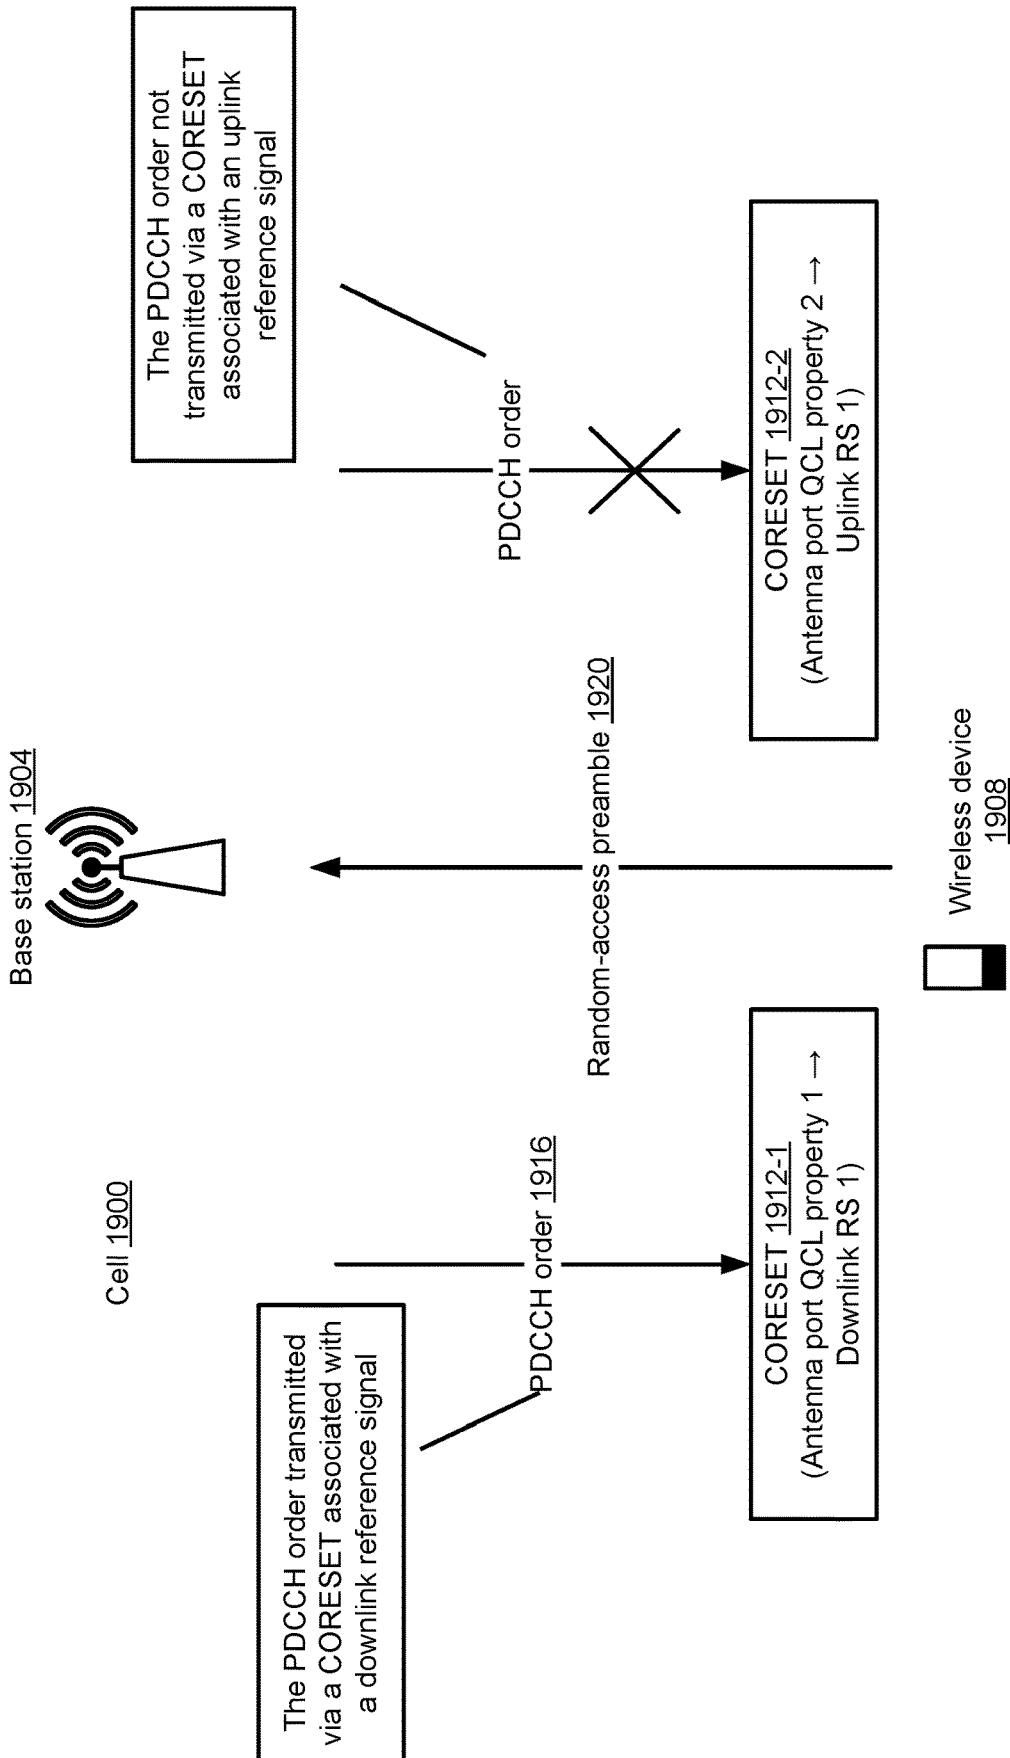 Base station 1904
Cell 1900
The PDCCH order transmitted
via a CORESET associated with
a downlink reference signal
PDCCH order 1916
CORESET 1912-1
(Antenna port QCL property 1 →
Downlink RS 1)
Random-access preamble 1920
Wireless device
1908
The PDCCH order not
transmitted via a CORESET
associated with an uplink
reference signal
PDCCH order
CORESET 1912-2
(Antenna port QCL property 2 →
Uplink RS 1)